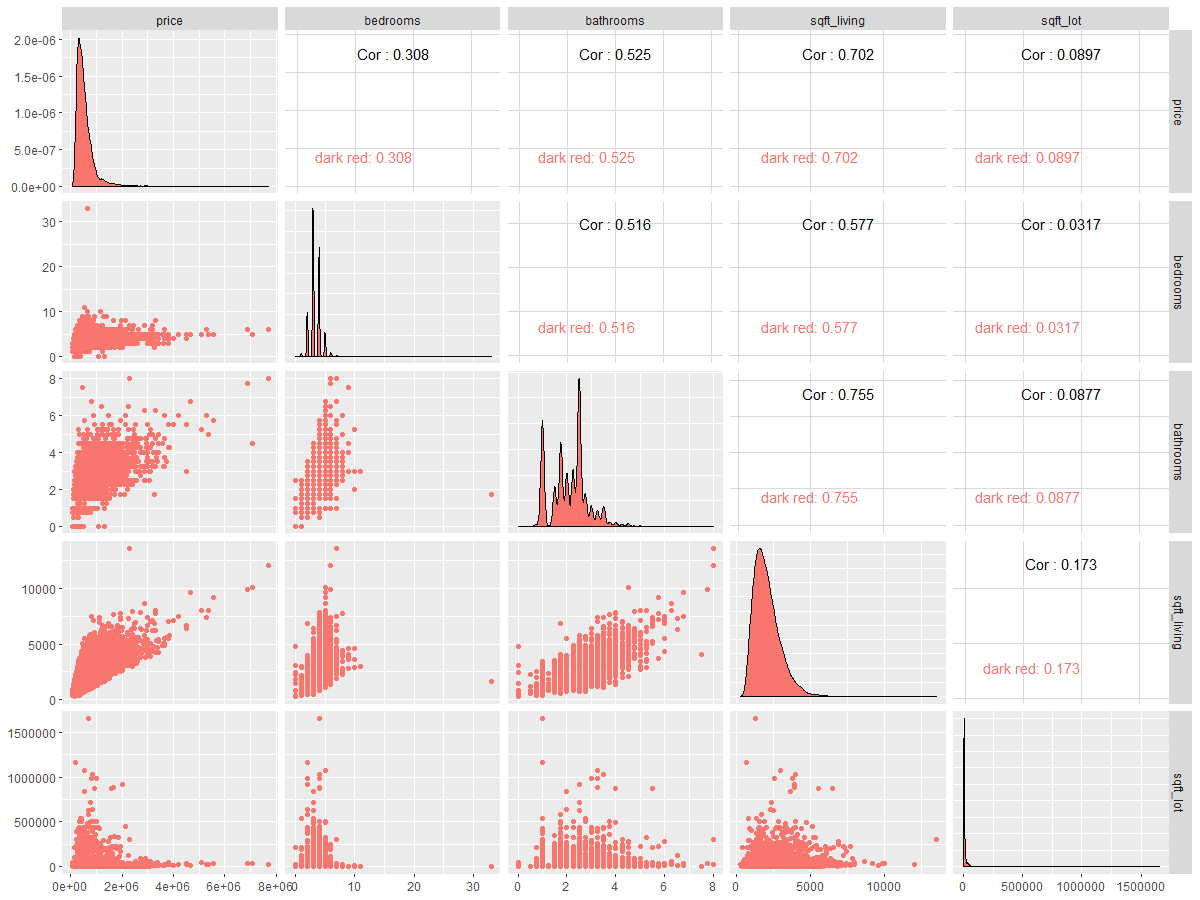 price bedrooms bathrooms sqft_living sqft_lot
2.0e-06
1.5e-06
1.0e-06
5.0e-07
0.0e+00
Cor : 0.308
dark red: 0.308
Cor : 0.525
dark red: 0.525
Cor : 0.702
dark red: 0.702
Cor : 0.0897
dark red: 0.0897
price
30
20
10
0
Cor : 0.516
dark red: 0.516
Cor : 0.577
dark red: 0.577
Cor : 0.0317
dark red: 0.0317
bedrooms
8
6
4
2
0
Cor : 0.755
dark red: 0.755
Cor : 0.0877
dark red: 0.0877
bathrooms
10000
5000
0
Cor : 0.173
dark red: 0.173
sqft_living
1500000
1000000
500000
0
sqft_lot
0e+00 2e+06 4e+06 6e+06 8e+06
0 10 20 30
0 2 4 6 8
0 5000 10000
0 500000 1000000 1500000